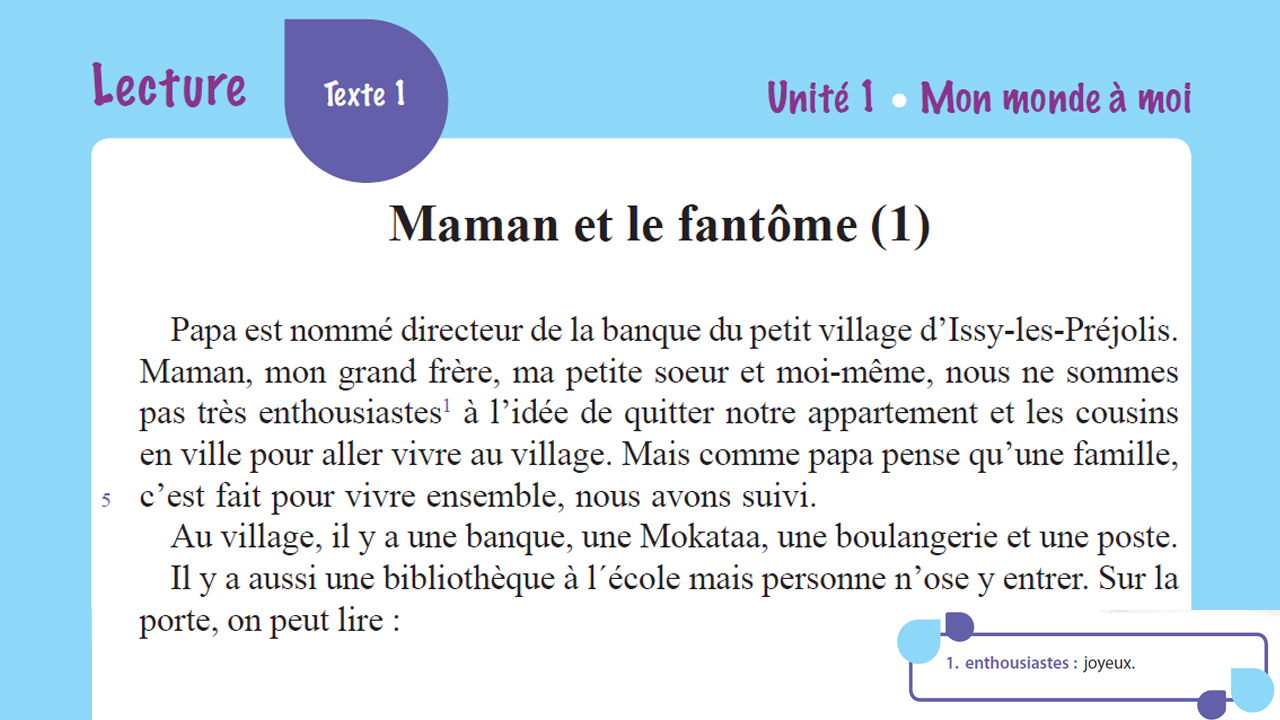 Lecture
Texte 1
Unité 1 • Mon monde à moi
Maman et le fantôme (1)
Papa est nommé directeur de la banque du petit village d’Issy-les-Préjolis.
Maman, mon grand frère, ma petite soeur et moi-même, nous ne sommes
pas très enthousiastes¹ à l’idée de quitter notre appartement et les cousins
en ville pour aller vivre au village. Mais comme papa pense qu’une famille,
5 c’est fait pour vivre ensemble, nous avons suivi.
Au village, il y a une banque, une Mokataa, une boulangerie et une poste.
Il y a aussi une bibliothèque à l´école mais personne n’ose y entrer. Sur la
porte, on peut lire :
1. enthousiastes : joyeux.